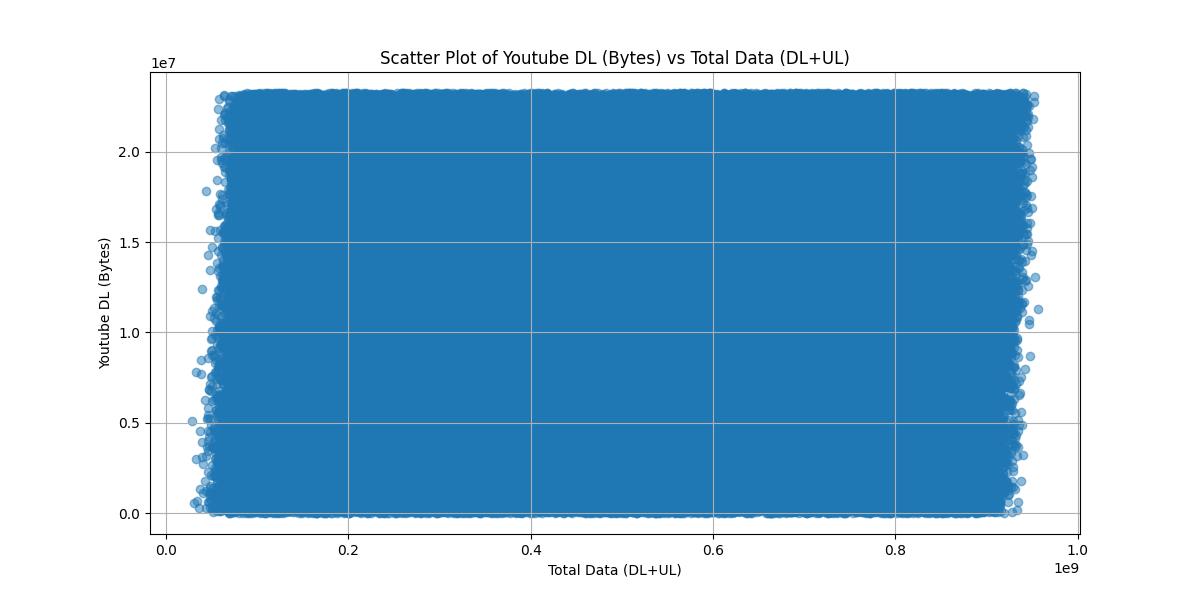 Scatter Plot of Youtube DL (Bytes) vs Total Data (DL+UL)
1e7
2.0
1.5
1.0
0.5
0.0
Youtube DL (Bytes)
0.0 0.2 0.4 0.6 0.8 1.0
1e9
Total Data (DL+UL)